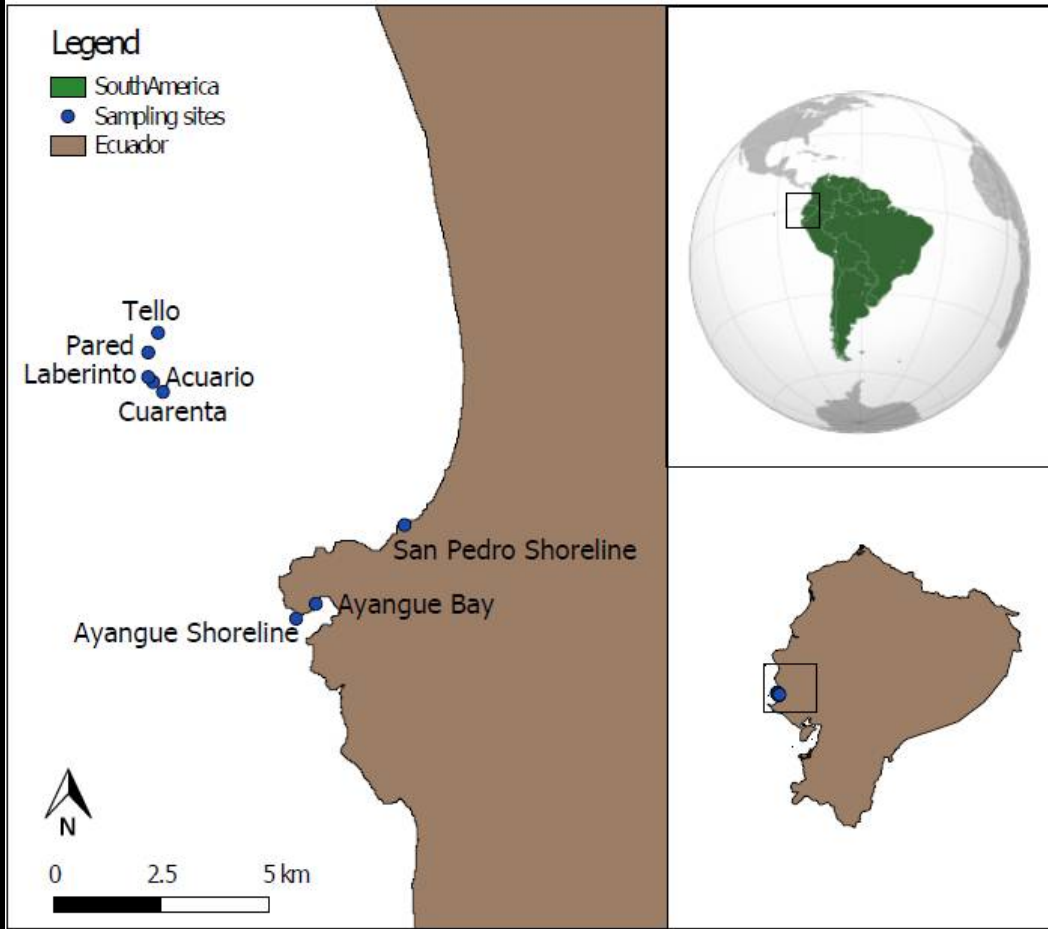 Legend
SouthAmerica
Sampling sites
Ecuador
Tello
Pared
Laberinto
Acuario
Cuarenta
San Pedro Shoreline
Ayangue Bay
Ayangue Shoreline
N
0 2.5 5 km